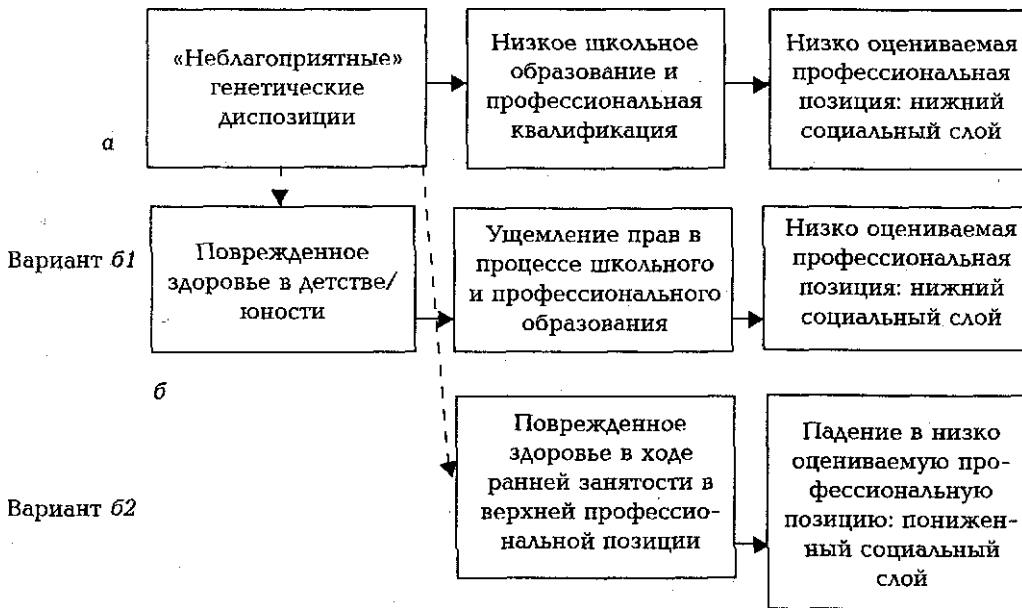 «Неблагоприятные»
генетические
диспозиции
Низкое школьное
образование и
профессиональная
квалификация
Низко оцениваемая
профессиональная
позиция: нижний
социальный слой
а
Вариант б1
Поврежденное
здоровье в детстве/
юности
Ущемление прав в
процессе школьного
и профессионального
образования
Низко оцениваемая
профессиональная
позиция: нижний
социальный слой
б
Вариант б2
Поврежденное
здоровье в ходе
ранней занятости в
верхней профессио-
нальной позиции
Падение в низко
оцениваемую про-
фессиональную
позицию: понижен-
ный социальный
слой